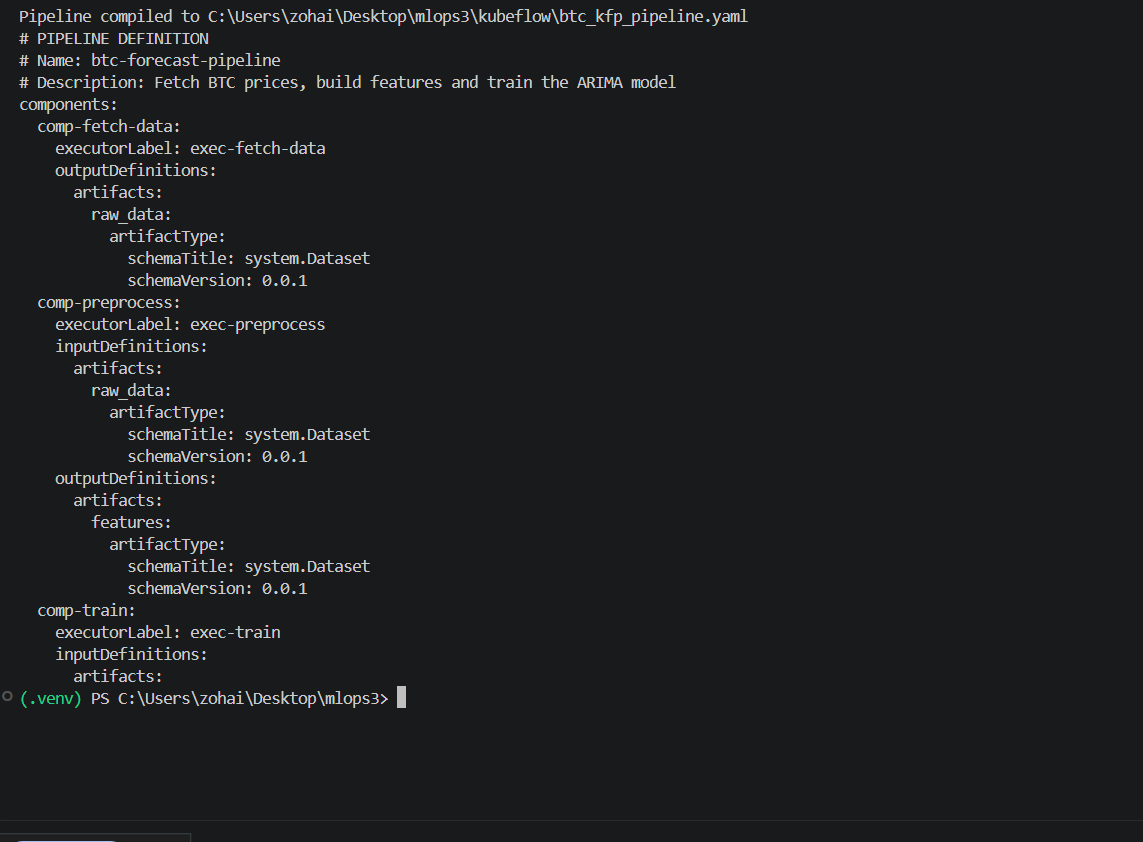 Pipeline compiled to C:\Users\zohai\Desktop\mlops3\kubeflow\btc_kfp_pipeline.yaml
# PIPELINE DEFINITION
# Name: btc-forecast-pipeline
# Description: Fetch BTC prices, build features and train the ARIMA model
components:
  comp-fetch-data:
    executorLabel: exec-fetch-data
    outputDefinitions:
      artifacts:
        raw_data:
          artifactType:
            schemaTitle: system.Dataset
            schemaVersion: 0.0.1
  comp-preprocess:
    executorLabel: exec-preprocess
    inputDefinitions:
      artifacts:
        raw_data:
          artifactType:
            schemaTitle: system.Dataset
            schemaVersion: 0.0.1
    outputDefinitions:
      artifacts:
        features:
          artifactType:
            schemaTitle: system.Dataset
            schemaVersion: 0.0.1
  comp-train:
    executorLabel: exec-train
    inputDefinitions:
      artifacts:
(.venv) PS C:\Users\zohai\Desktop\mlops3>